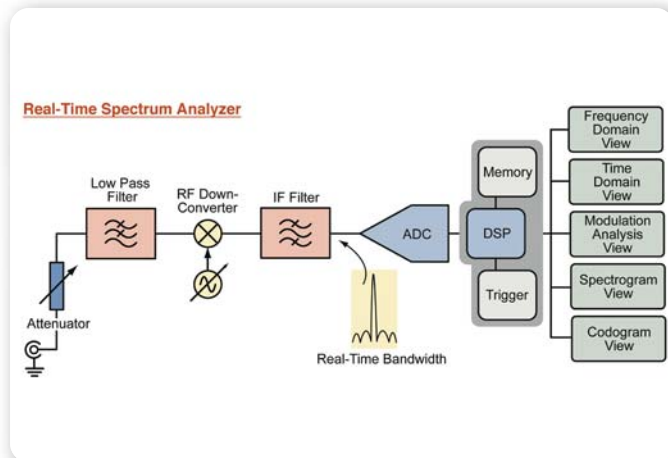 Real-Time Spectrum Analyzer
Low Pass
Filter
RF Down-
Converter
IF Filter
Attenuator
ADC
Real-Time Bandwidth
Memory
DSP
Trigger
Frequency
Domain
View
Time
Domain
View
Modulation
Analysis
View
Spectrogram
View
Codogram
View